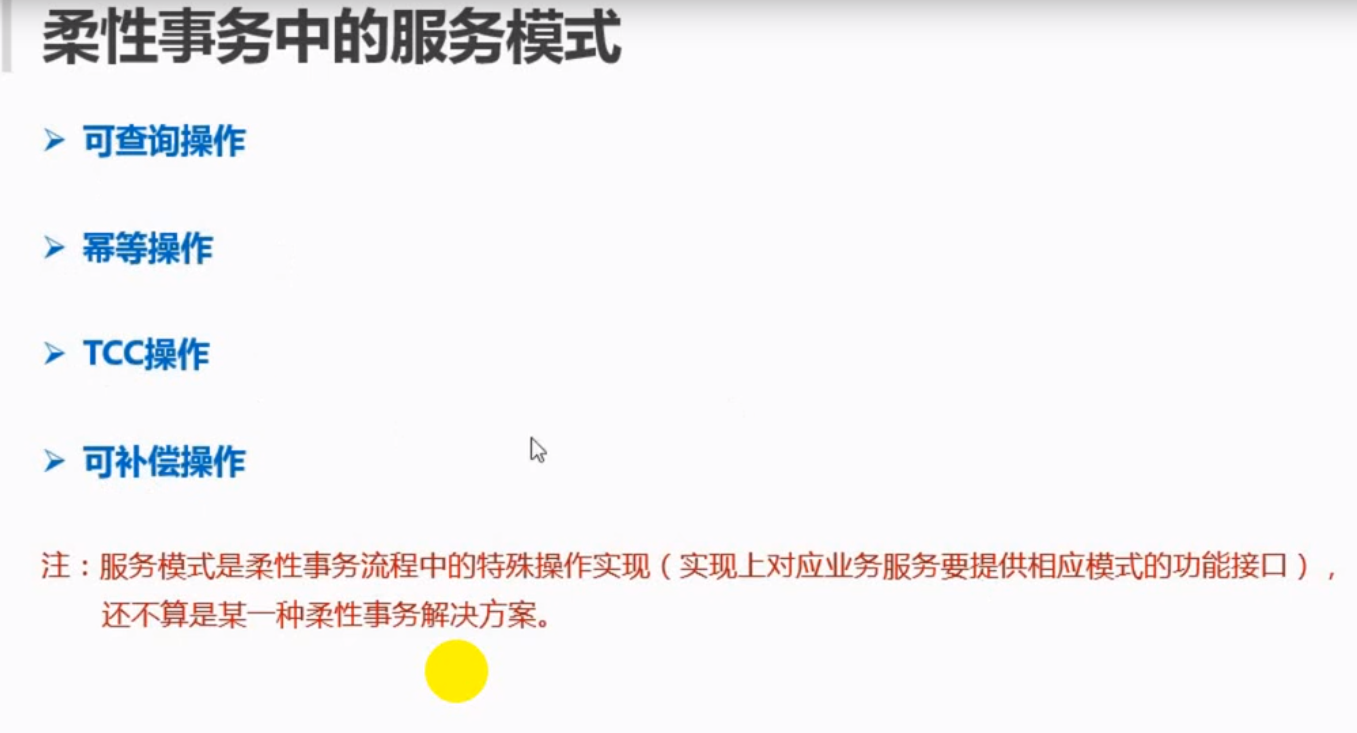 柔性事务中的服务模式
可查询操作
幂等操作
TCC操作
可补偿操作
注：服务模式是柔性事务流程中的特殊操作实现（实现上对应业务服务要提供相应模式的功能接口），
还不算是某一种柔性事务解决方案。